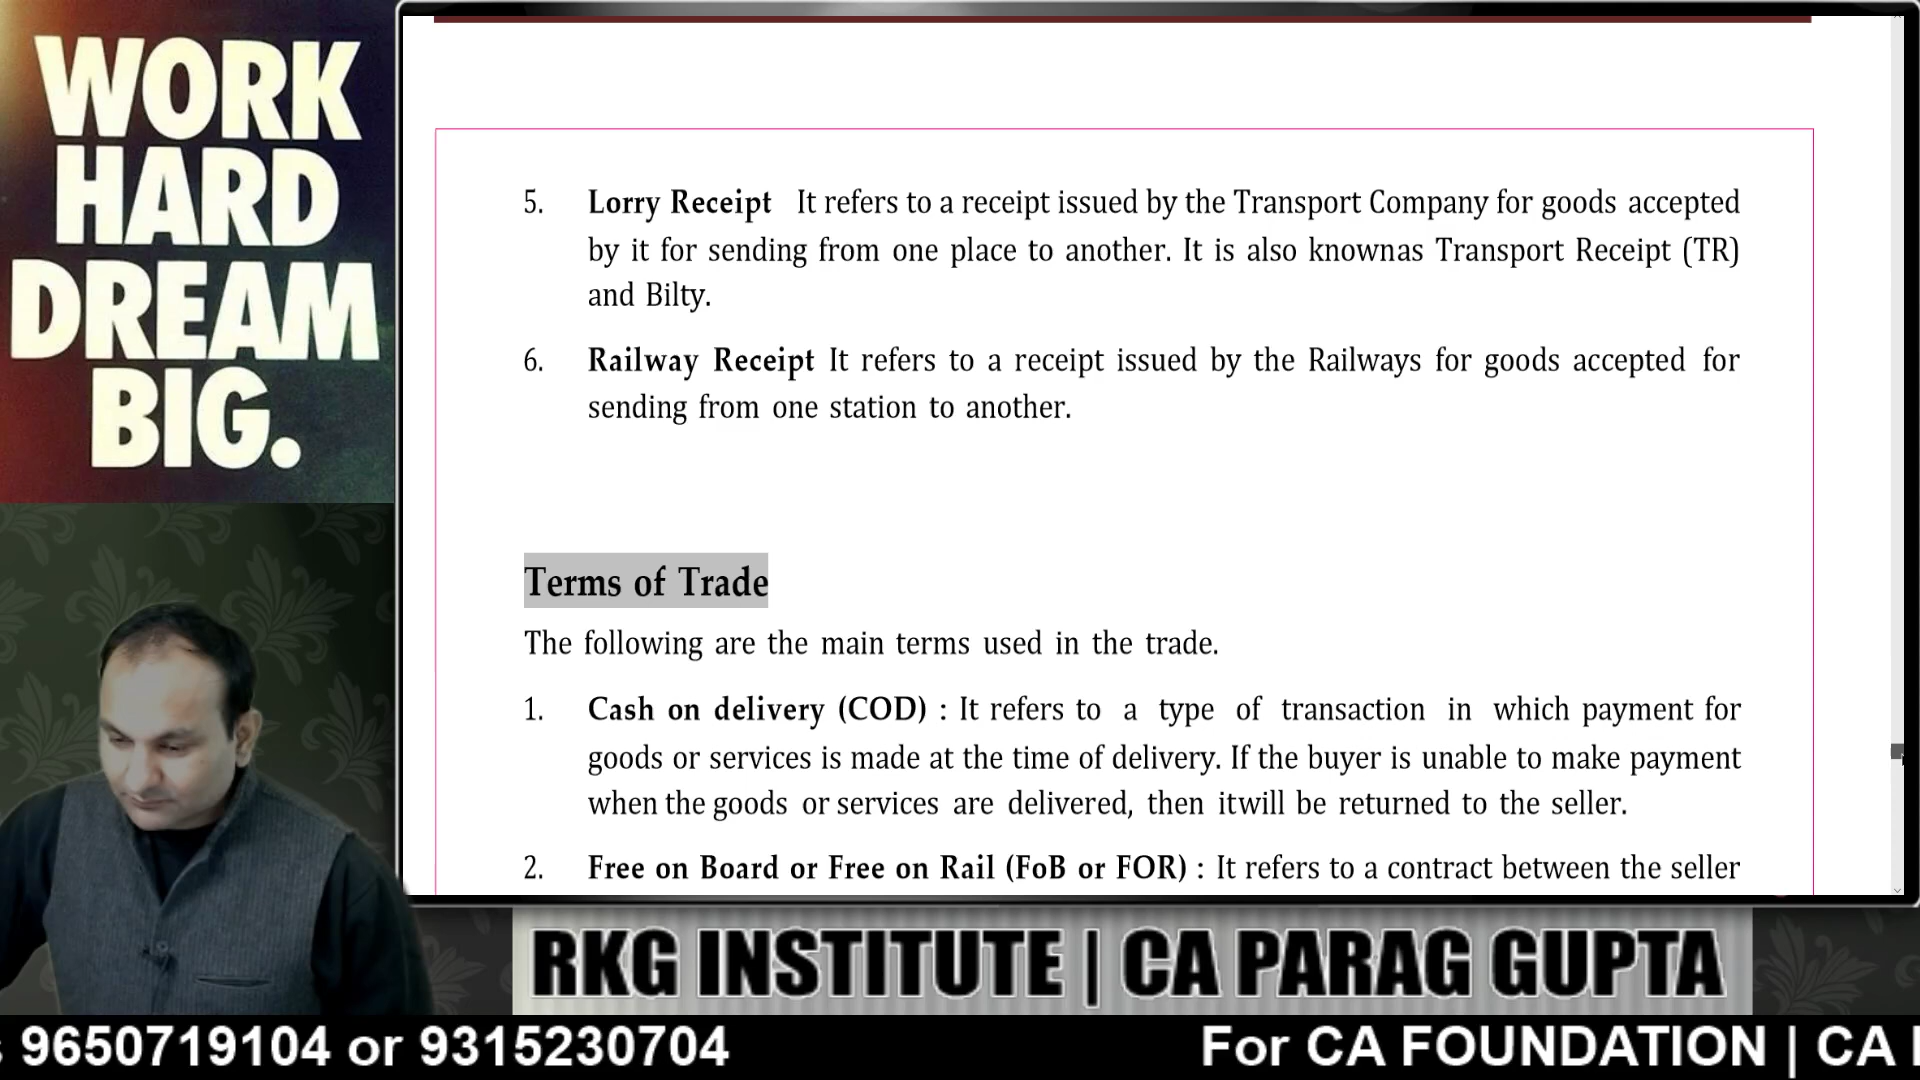 WORK
HARD
DREAM
BIG.
5. Lorry Receipt It refers to a receipt issued by the Transport Company for goods accepted
by it for sending from one place to another. It is also knownas Transport Receipt (TR)
and Bilty.
6. Railway Receipt It refers to a receipt issued by the Railways for goods accepted for
sending from one station to another.
Terms of Trade
The following are the main terms used in the trade.
1. Cash on delivery (COD) : It refers to a type of transaction in which payment for
goods or services is made at the time of delivery. If the buyer is unable to make payment
when the goods or services are delivered, then itwill be returned to the seller.
2. Free on Board or Free on Rail (FoB or FOR) : It refers to a contract between the seller
RKG INSTITUTE | CA PARAG GUPTA
9650719104 or 9315230704 For CA FOUNDATION | CA